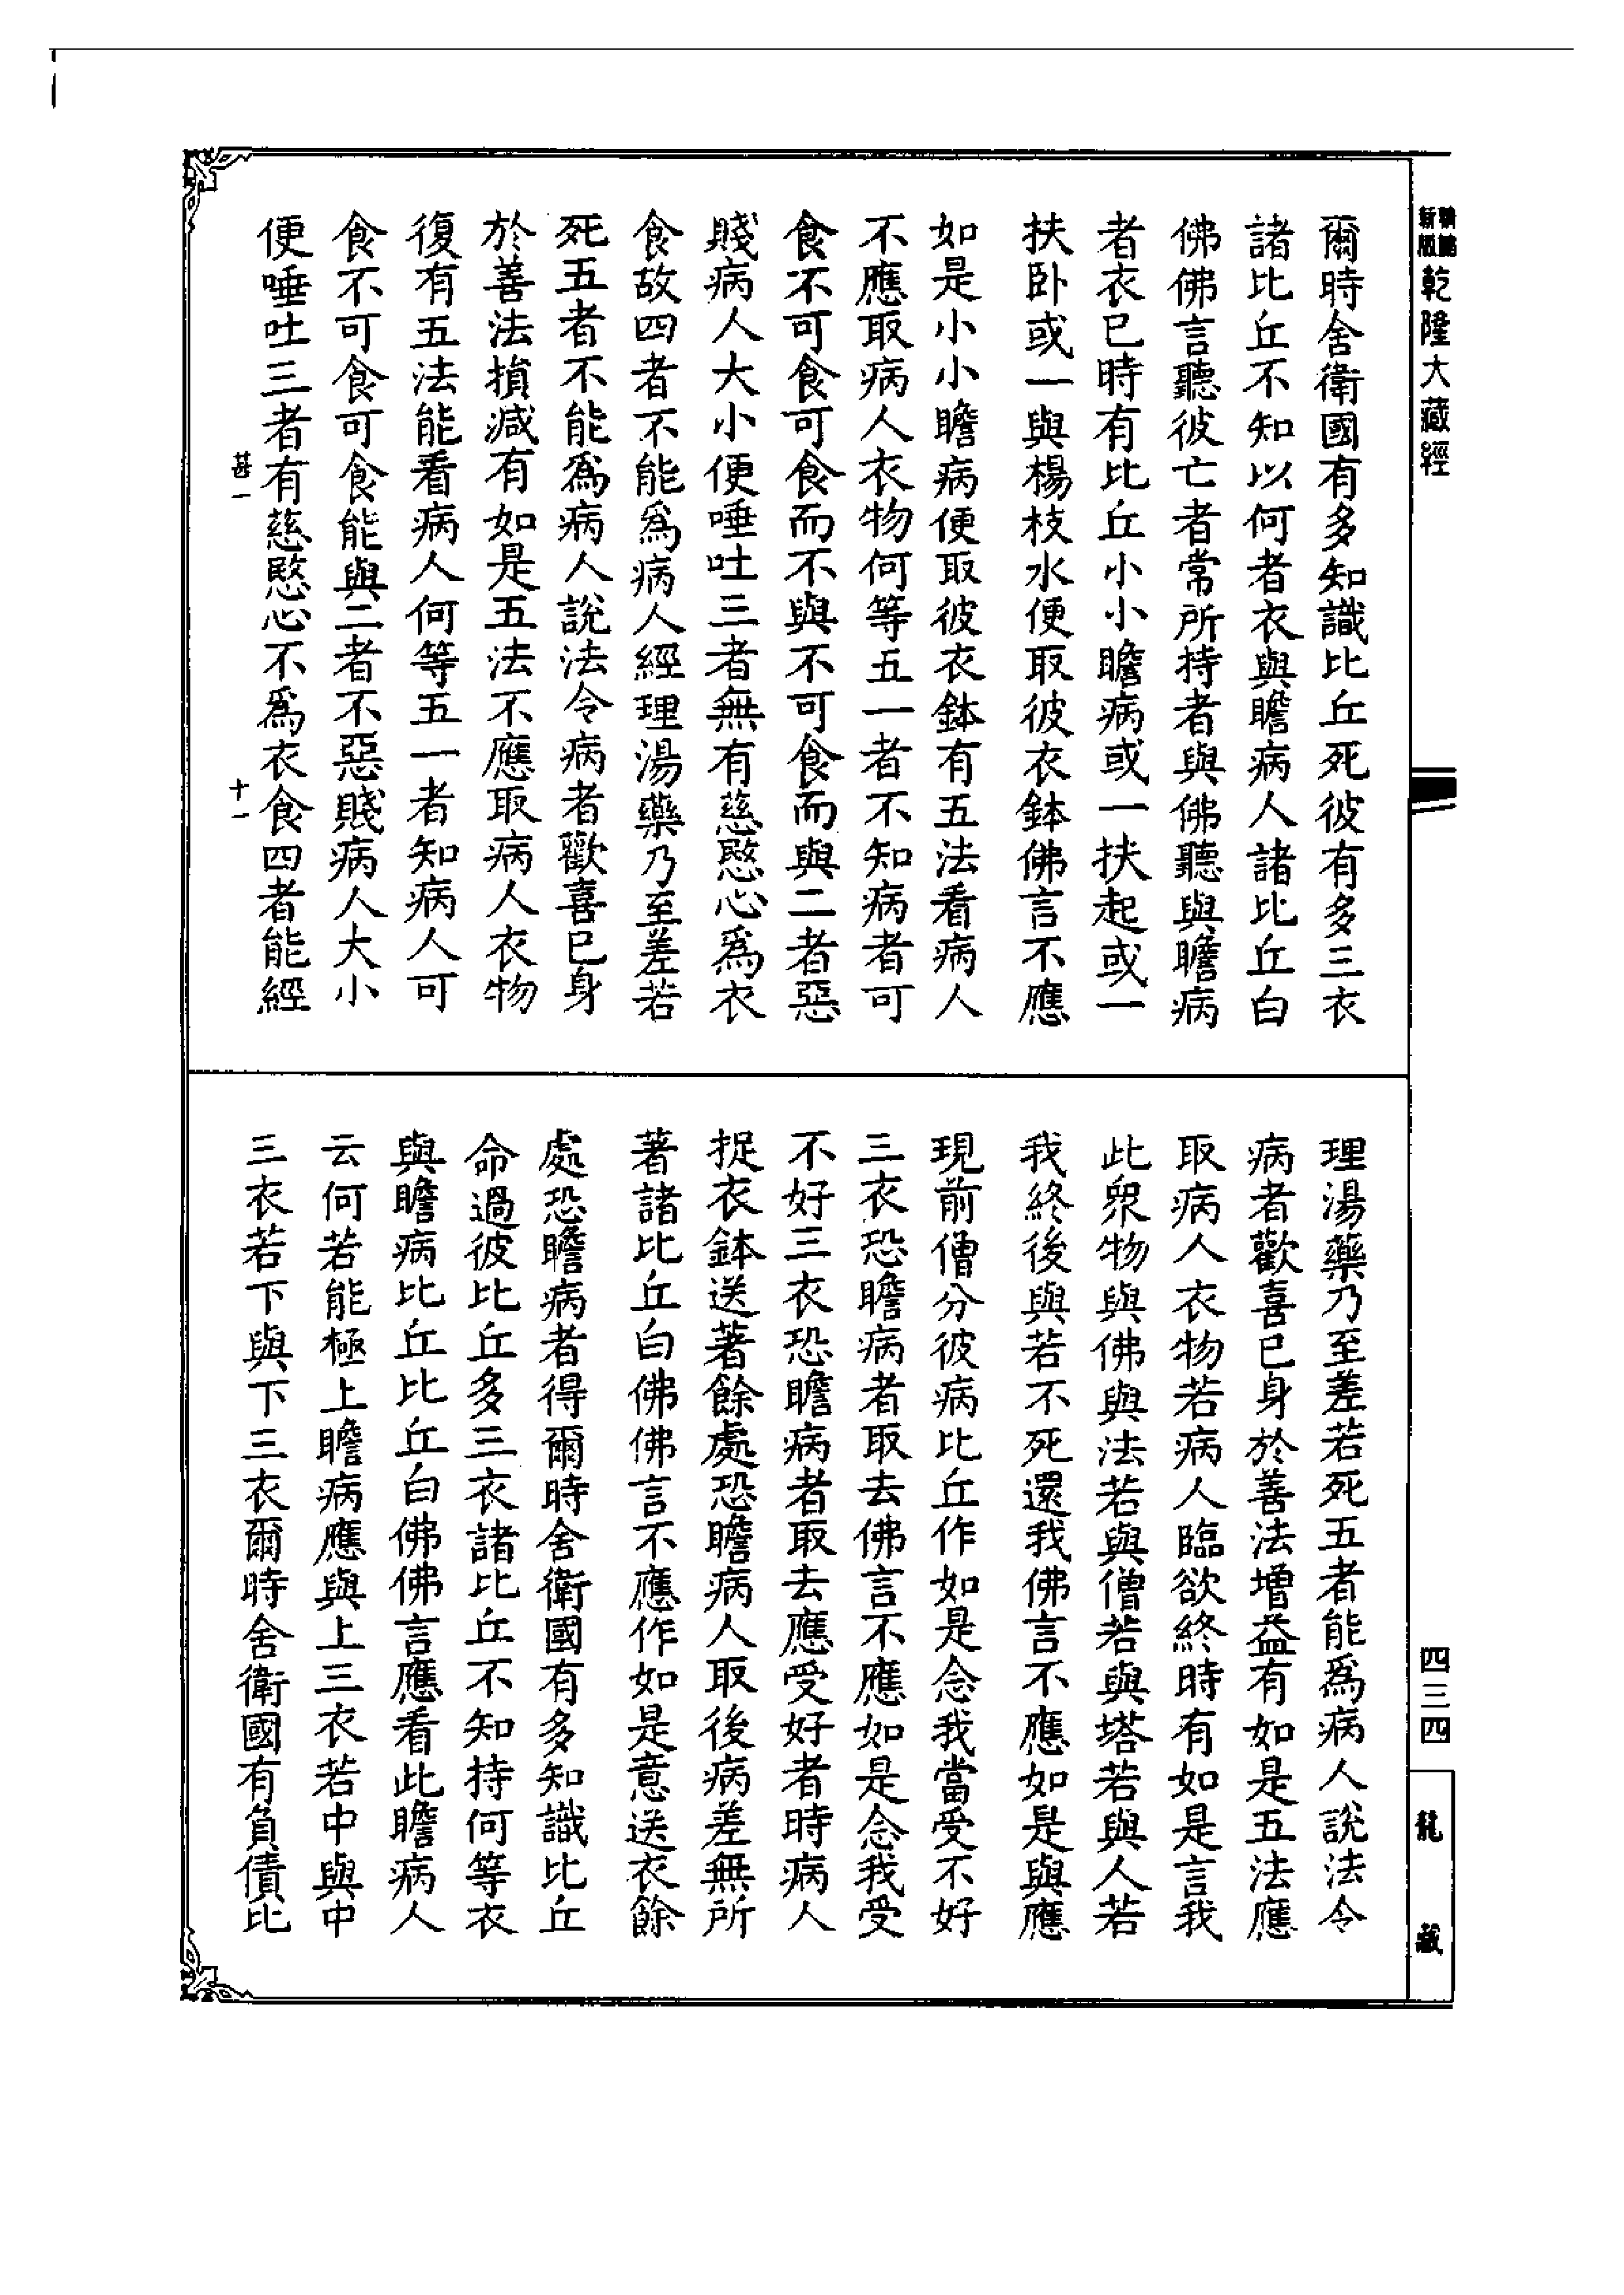 新版
乾隆大藏經
爾時舍衛國有多知識比丘死彼有多三衣
諸比丘不知以何者衣與瞻病人諸比丘白
佛佛言聽彼亡者常所持者與佛聽與瞻病
者衣已時有比丘小小瞻病或一扶起或一
扶卧或一與楊枝水便取彼衣鉢佛言不應
如是小小瞻病便取彼衣鉢有五法看病人
不應取病人衣物何等五一者不知病者可
食不可食可食而不與不可食而與二者惡
賤病人大小便唾吐三者無有慈愍心為衣
食故四者不能為病人經理湯藥乃至差若
死五者不能為病人說法令病者歡喜已身
於善法損減有如是五法不應取病人衣物
復有五法能看病人何等五一者知病人可
食不可食可食能與二者不惡賤病人大小
便唾吐三者有慈愍心不為衣食四者能經
甚一
十一
理湯藥乃至差若死五者能為病人說法令
病者歡喜已身於善法增益有如是五法應
取病人衣物若病人臨欲終時有如是言我
此眾物與佛與法若與僧若與塔若與人若
我終後與若不死還我佛言不應如是與應
現前僧分彼病比丘作如是念我當受不好
三衣恐瞻病者取去佛言不應如是念我受
不好三衣恐瞻病者取去應受好者時病人
捉衣鉢送著餘處恐瞻病人取後病差無所
著諸比丘白佛佛言不應作如是意送衣餘
處恐瞻病者得爾時舍衛國有多知識比丘
命過彼比丘多三衣諸比丘不知持何等衣
與瞻病比丘比丘白佛佛言應看此瞻病人
云何若能極上瞻病應與上三衣若中與中
三衣若下與下三衣爾時舍衛國有負債比
四三四
龍藏